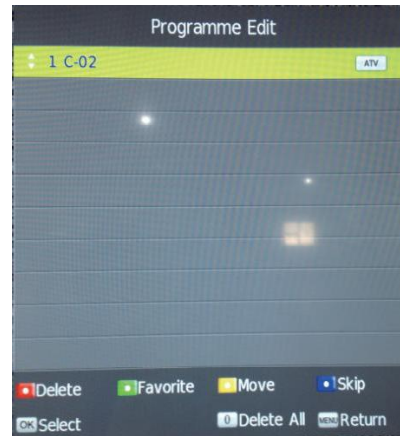 Programme Edit
1 C-02 ATV
Delete Favorite Move Skip
OK Select 0 Delete All MENU Return